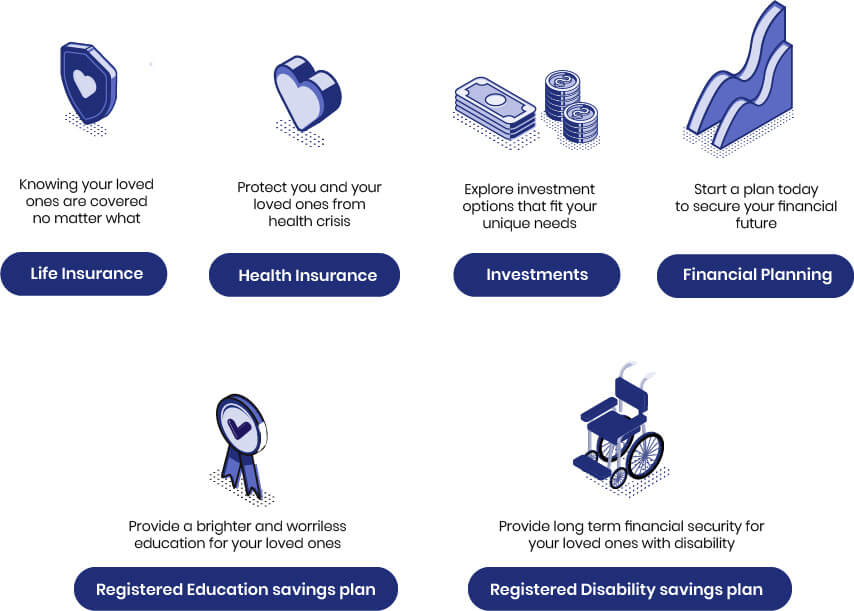 Knowing your loved
ones are covered
no matter what
Life Insurance
Protect you and your
loved ones from
health crisis
Health Insurance
Explore investment
options that fit your
unique needs
Investments
Start a plan today
to secure your financial
future
Financial Planning
Provide a brighter and worriless
education for your loved ones
Registered Education savings plan
Provide long term financial security for
your loved ones with disability
Registered Disability savings plan